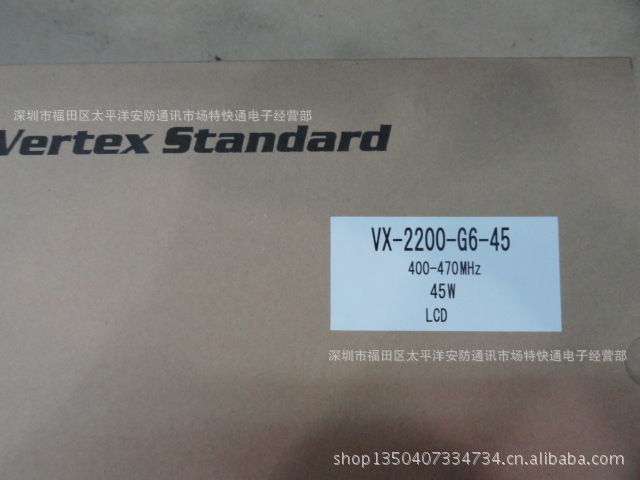 深圳市福田区太平洋安防通讯市场特快通电子经营部
Vertex Standard
VX-2200-G6-45
400-470MHz
45W
LCD
深圳市福田区太平洋安防通讯市场特快通电子经营部
shop1350407334734.cn.alibaba.com